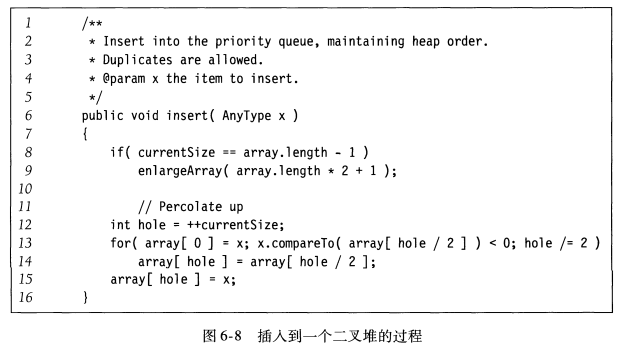 1 /**
2 * Insert into the priority queue, maintaining heap order.
3 * Duplicates are allowed.
4 * @param x the item to insert.
5 */
6 public void insert( AnyType x )
7 {
8 if( currentSize == array.length - 1 )
9 enlargeArray( array.length * 2 + 1 );
10
11 // Percolate up
12 int hole = ++currentSize;
13 for( array[ 0 ] = x; x.compareTo( array[ hole / 2 ] ) < 0; hole /= 2 )
14 array[ hole ] = array[ hole / 2 ];
15 array[ hole ] = x;
16 }
图 6-8 插入到一个二叉堆的过程